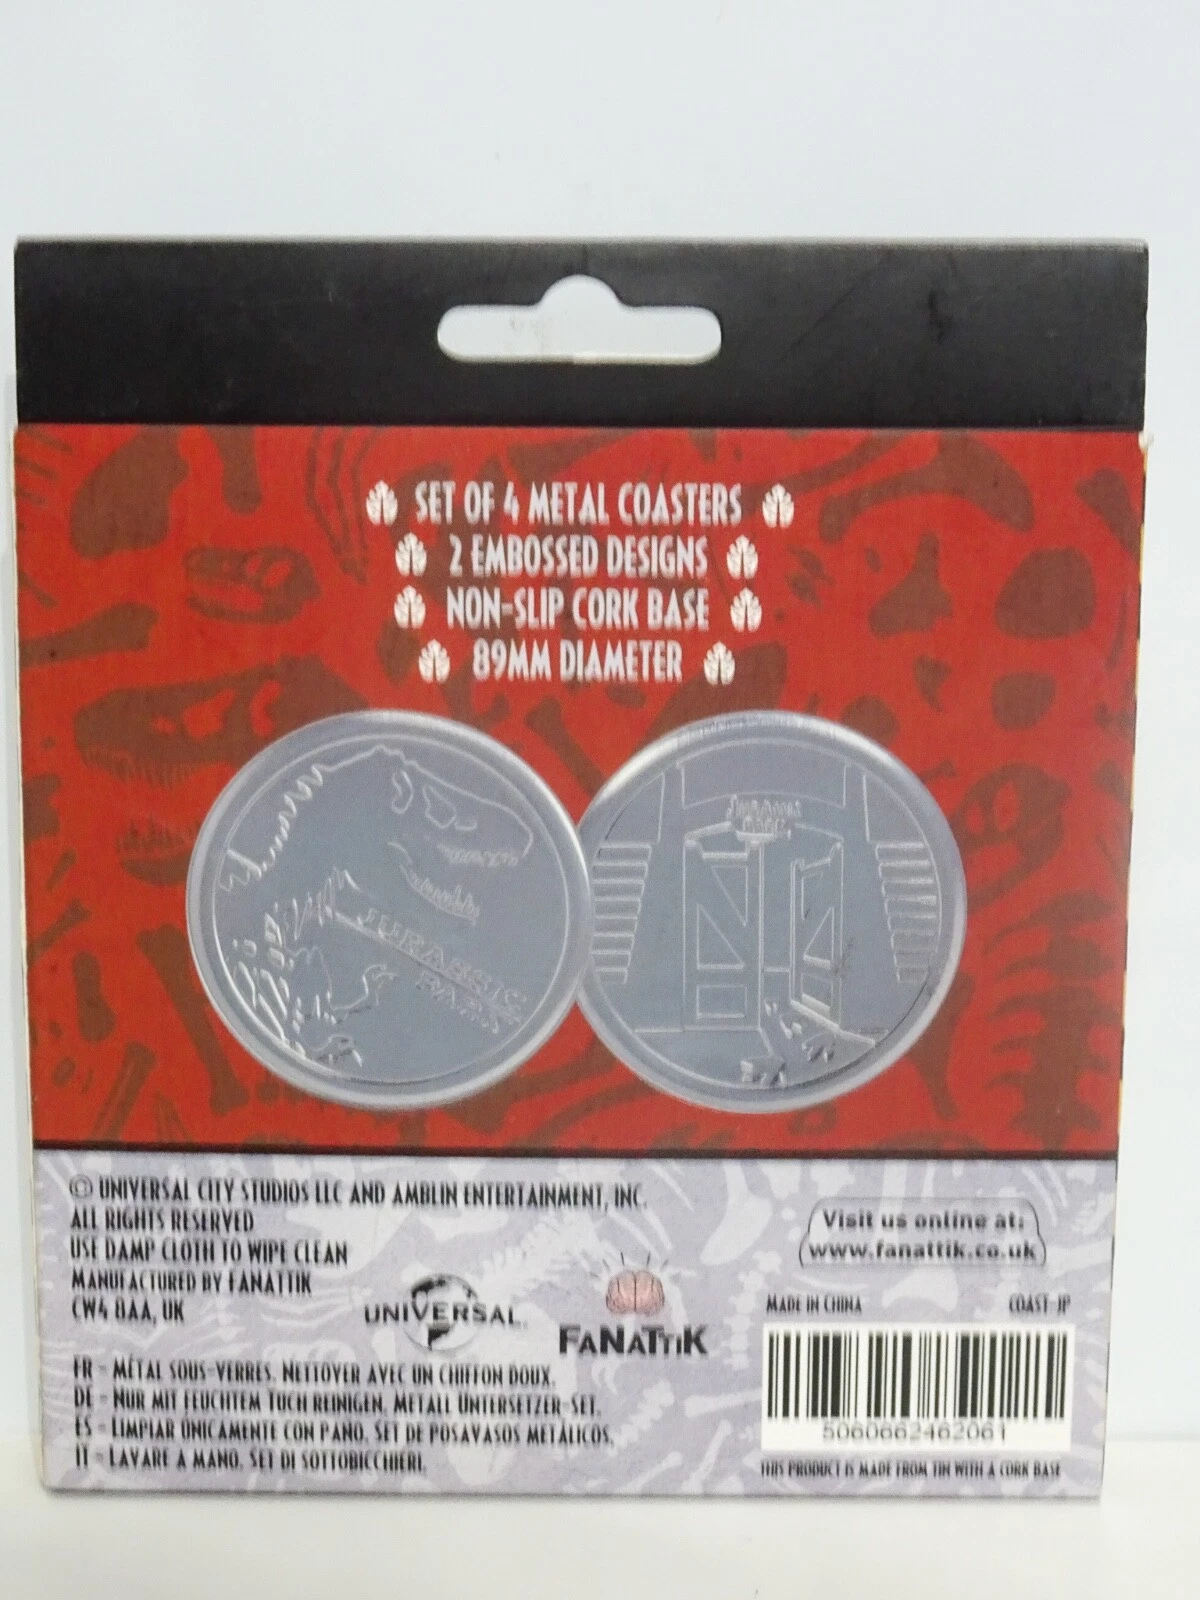 SET OF 4 METAL COASTERS
2 EMBOSSED DESIGNS
NON-SLIP CORK BASE
89MM DIAMETER
JURASSIC
PARK
JURASSIC
PARK
© UNIVERSAL CITY STUDIOS LLC AND AMBLIN ENTERTAINMENT, INC.
ALL RIGHTS RESERVED
USE DAMP CLOTH TO WIPE CLEAN
MANUFACTURED BY FANATTIK
CW4 8AA, UK
UNIVERSAL
FANATTIK
Visit us online at:
www.fanattik.co.uk
MADE IN CHINA
COAST-JP
5060662462061
THIS PRODUCT IS MADE FROM TIN WITH A CORK BASE
FR - MÉTAL SOUS-VERRES. NETTOYER AVEC UN CHIFFON DOUX.
DE - NUR MIT FEUCHTEM TUCH REINIGEN. METALL UNTERSETZER-SET.
ES - LIMPIAR ÚNICAMENTE CON PAÑO. SET DE POSAVASOS METÁLICOS.
IT - LAVARE A MANO. SET DI SOTTOBICCHIERI.